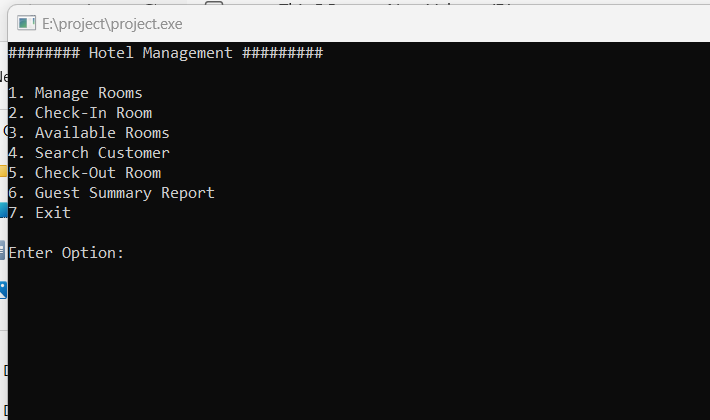 E:\project\project.exe
######## Hotel Management #########
1. Manage Rooms
2. Check-In Room
3. Available Rooms
4. Search Customer
5. Check-Out Room
6. Guest Summary Report
7. Exit
Enter Option: